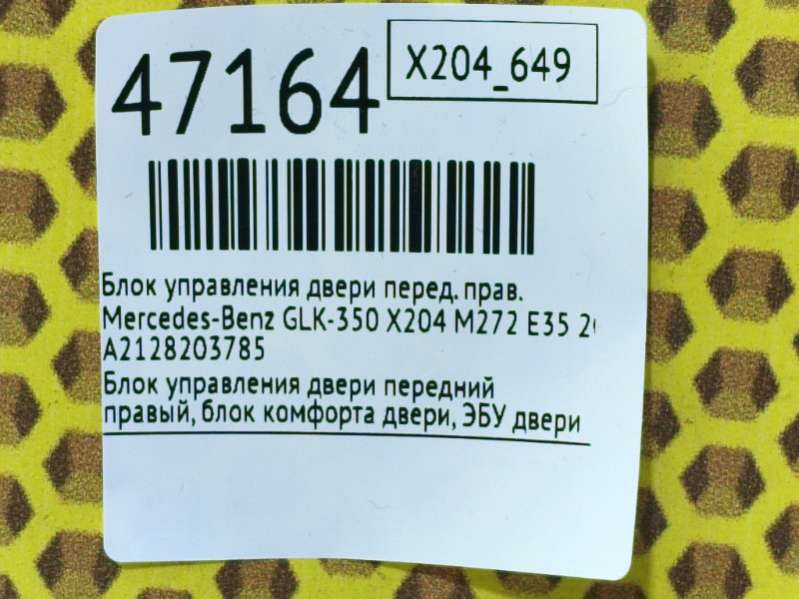 47164
X204_649
Блок управления двери перед. прав.
Mercedes-Benz GLK-350 X204 M272 E35
A2128203785
Блок управления двери передний
правый, блок комфорта двери, ЭБУ двери